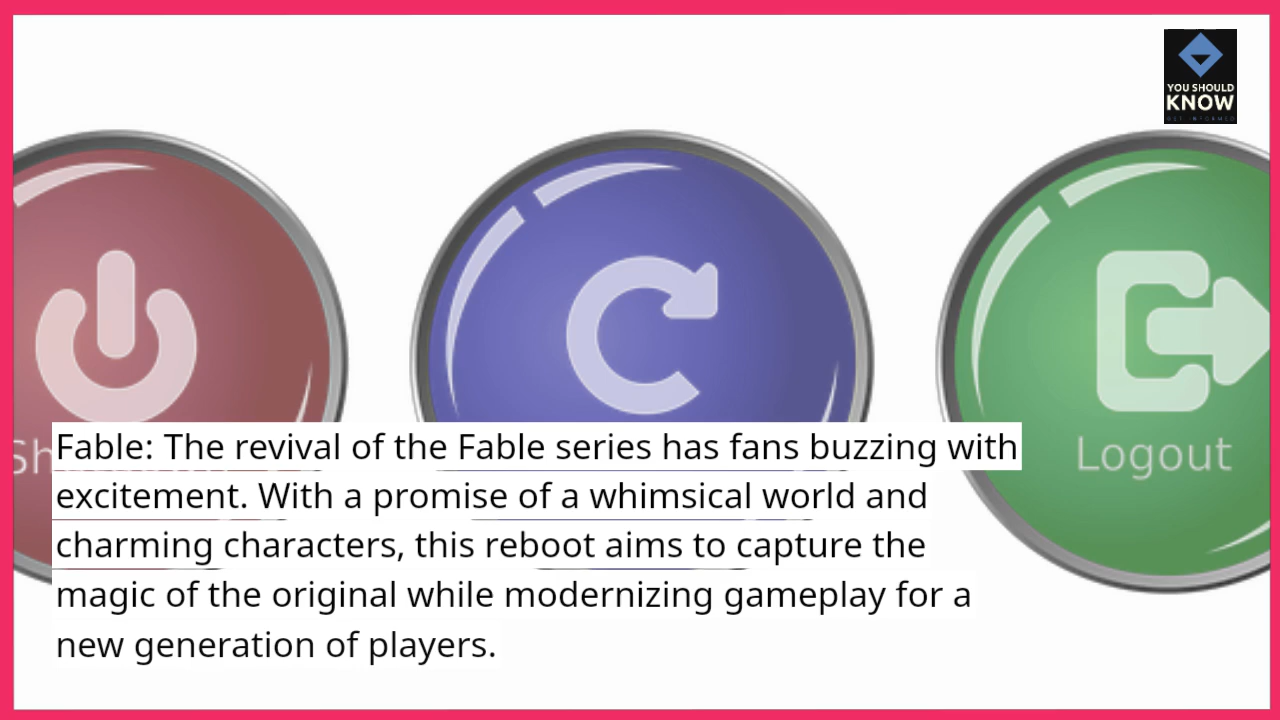 YOU SHOULD
KNOW
GET INFORMED
Logout
Fable: The revival of the Fable series has fans buzzing with
excitement. With a promise of a whimsical world and
charming characters, this reboot aims to capture the
magic of the original while modernizing gameplay for a
new generation of players.